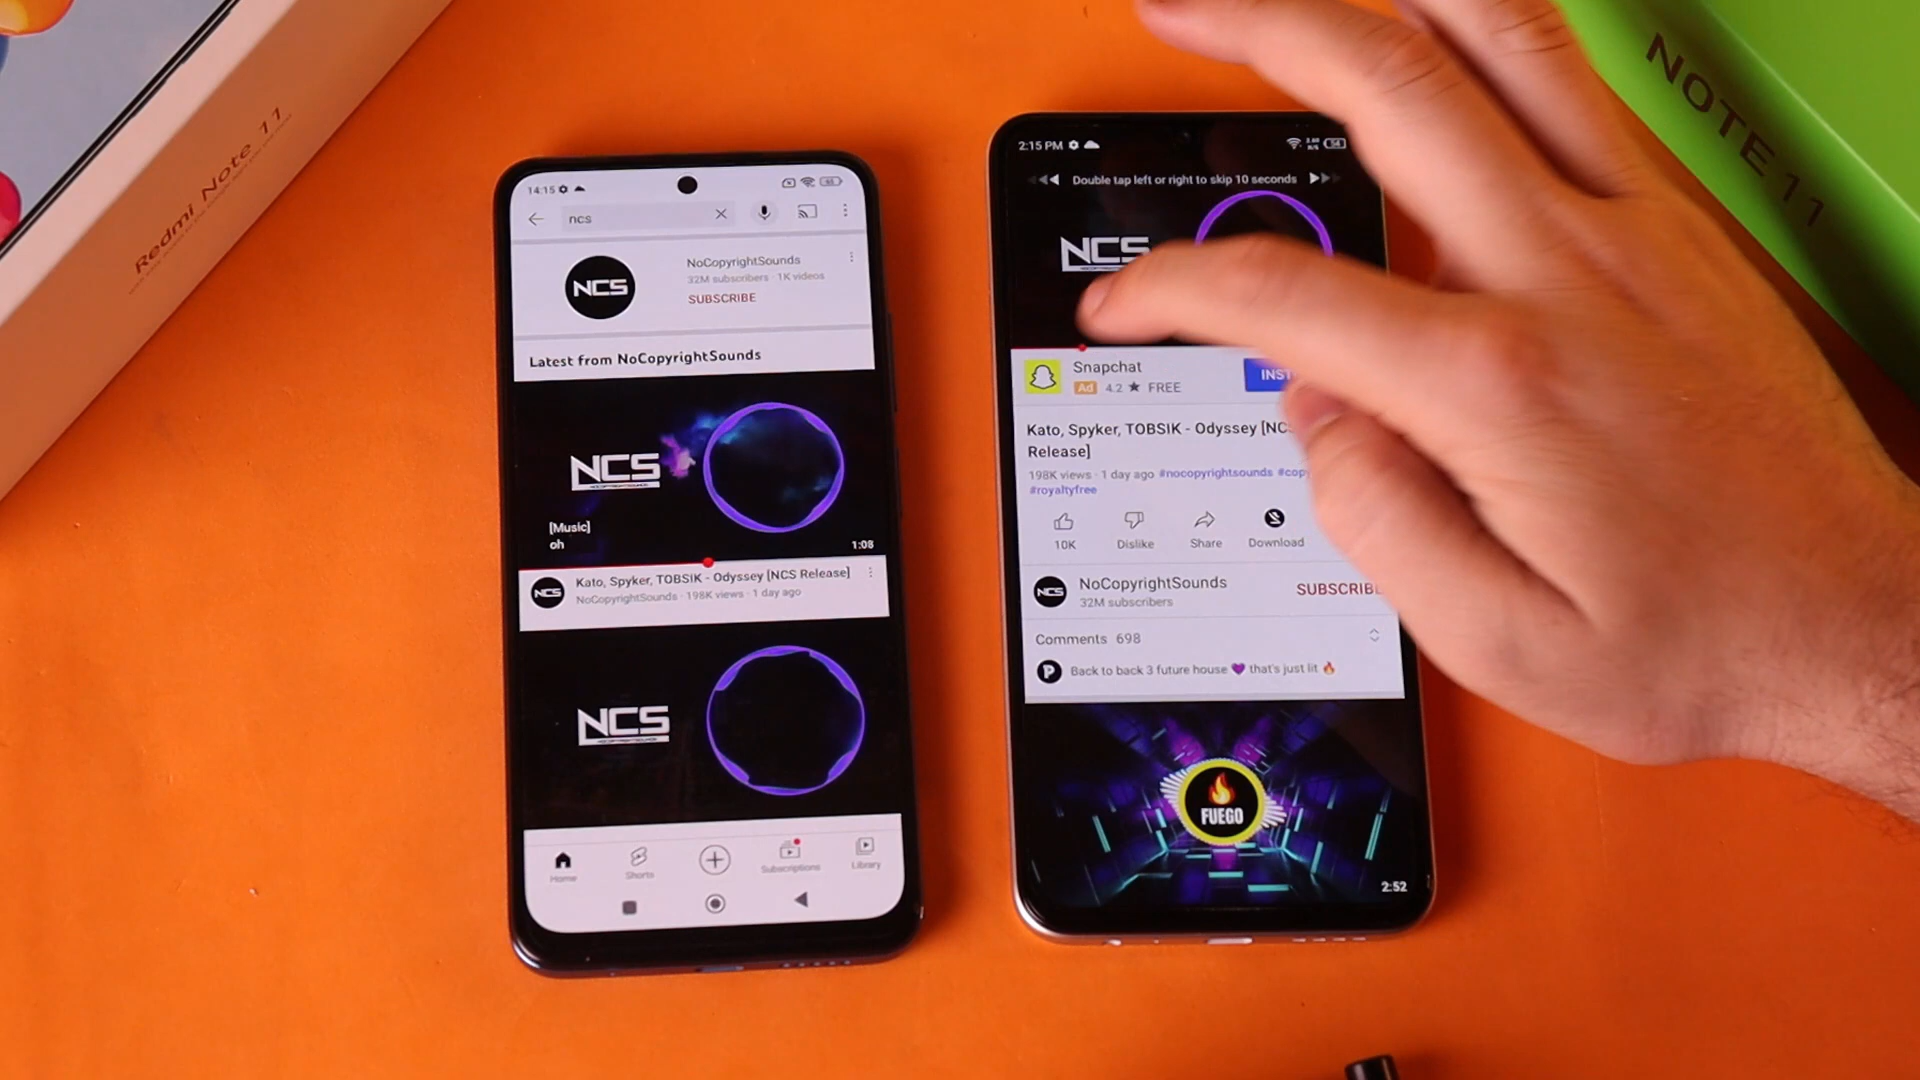 Redmi Note 11
NOTE 11
14:15
ncs
NCS
NoCopyrightSounds
32M subscribers · 1K videos
SUBSCRIBE
Latest from NoCopyrightSounds
NCS
[Music]
oh
1:08
NCS
Kato, Spyker, TOBSIK - Odyssey [NCS Release]
NoCopyrightSounds · 198K views · 1 day ago
NCS
Home
Shorts
Subscriptions
Library
2:15 PM
54
Double tap left or right to skip 10 seconds
NCS
Snapchat
Ad 4.2 ★ FREE
INST
Kato, Spyker, TOBSIK - Odyssey [NC
Release]
198K views · 1 day ago #nocopyrightsounds #copy
#royaltyfree
10K
Dislike
Share
Download
NCS
NoCopyrightSounds
32M subscribers
SUBSCRIBE
Comments 698
P
Back to back 3 future house 💜 that's just lit 🔥
FUEGO
2:52